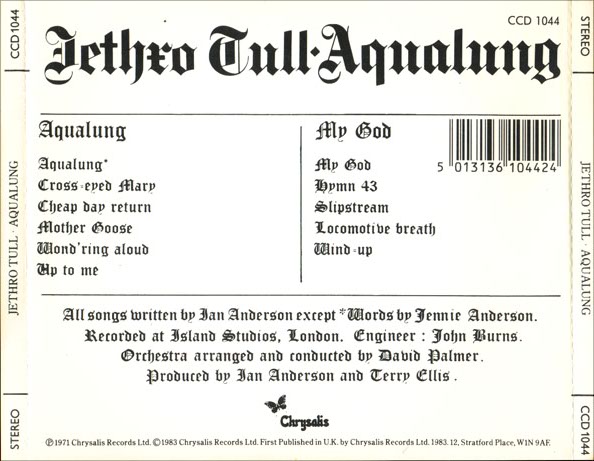 CCD 1044
Jethro Tull·Aqualung
Aqualung
Aqualung*
Cross-eyed Mary
Cheap day return
Mother Goose
Wond'ring aloud
Up to me
My God
My God
Hymn 43
Slipstream
Locomotive breath
Wind-up
5 013136 104424
All songs written by Ian Anderson except *Words by Jennie Anderson.
Recorded at Island Studios, London. Engineer : John Burns.
Orchestra arranged and conducted by David Palmer.
Produced by Ian Anderson and Terry Ellis.
Chrysalis
℗1971 Chrysalis Records Ltd. ©1983 Chrysalis Records Ltd. First Published in U.K. by Chrysalis Records Ltd. 1983. 12, Stratford Place, W1N 9AF.
CCD 1044
JETHRO TULL · AQUALUNG
STEREO
STEREO
JETHRO TULL · AQUALUNG
CCD 1044